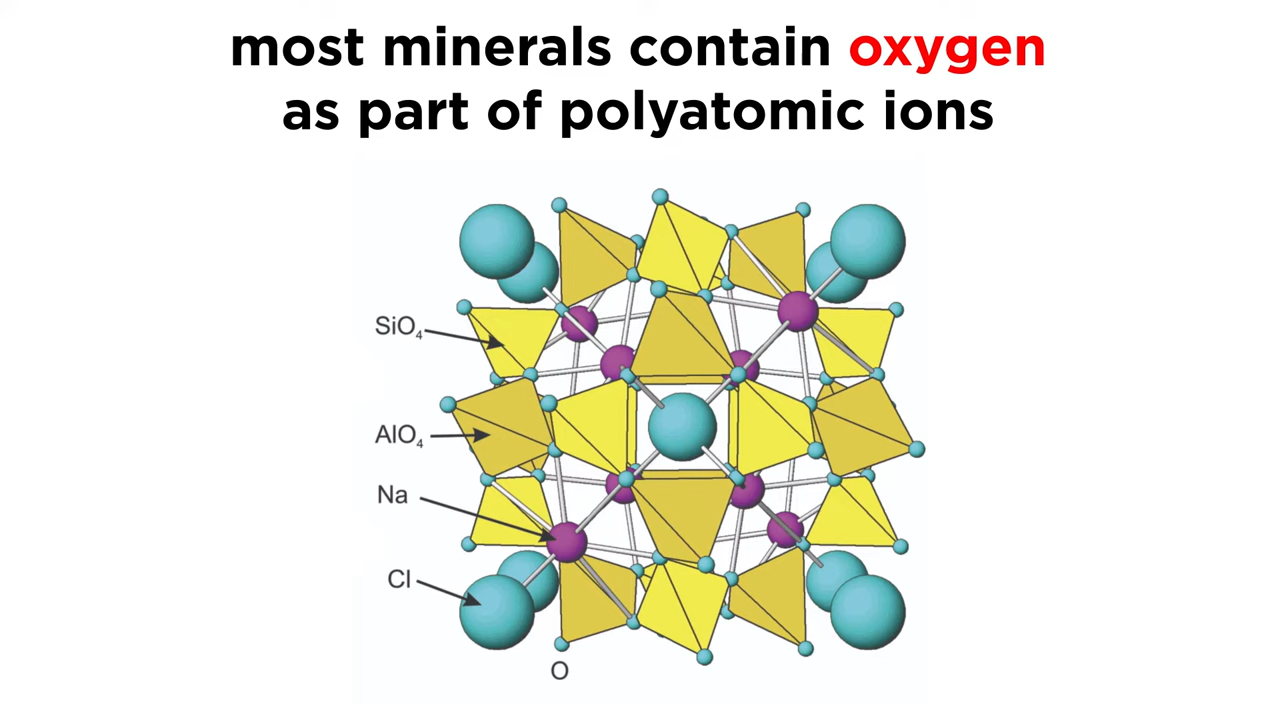 most minerals contain oxygen
as part of polyatomic ions
SiO₄
AlO₄
Na
Cl
O